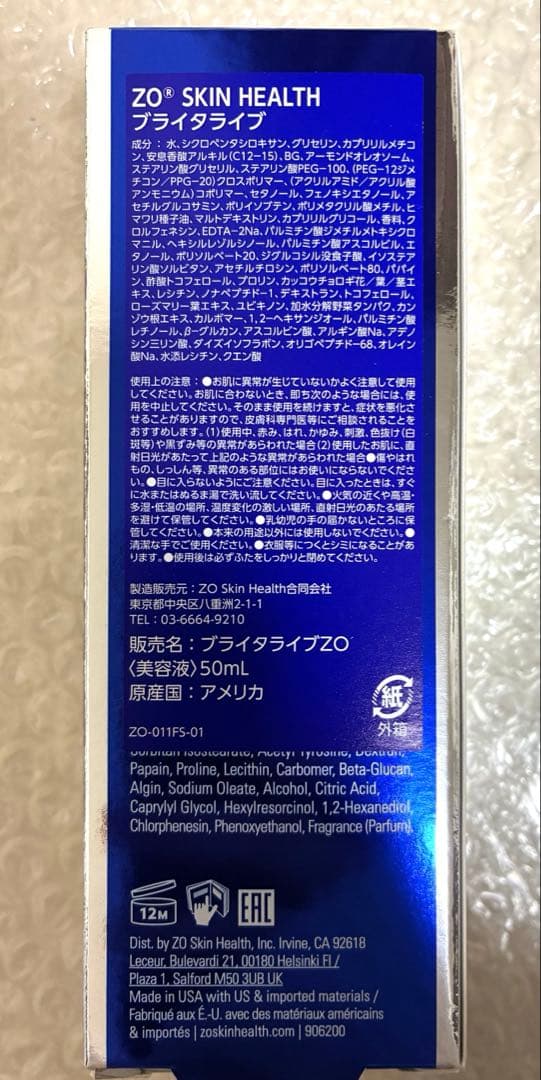 ZO® SKIN HEALTH
ブライタライブ
成分：水、シクロペンタシロキサン、グリセリン、カプリリルメチコ
ン、安息香酸アルキル(C12-15)、BG、アーモンドオレオソーム、
ステアリン酸グリセリル、ステアリン酸PEG-100、(PEG-12ジメ
チコン/PPG-20)クロスポリマー、(アクリルアミド/アクリル酸
アンモニウム)コポリマー、セタノール、フェノキシエタノール、ア
セチルグルコサミン、ポリイソブテン、ポリメタクリル酸メチル、ヒ
マワリ種子油、マルトデキストリン、カプリリルグリコール、香料、ク
ロルフェネシン、EDTA-2Na、パルミチン酸ジメチルメトキシクロ
マニル、ヘキシルレゾルシノール、パルミチン酸アスコルビル、エ
タノール、ポリソルベート20、ジグルコシル没食子酸、イソステア
リン酸ソルビタン、アセチルチロシン、ポリソルベート80、パパイ
ン、酢酸トコフェロール、プロリン、カッコウチョロギ花/葉/茎エ
キス、レシチン、ノナペプチド-1、デキストラン、トコフェロール、
ローズマリー葉エキス、ユビキノン、加水分解野菜タンパク、カン
ゾウ根エキス、カルボマー、1,2-ヘキサンジオール、パルミチン酸
レチノール、β-グルカン、アスコルビン酸、アルギン酸Na、アデノ
シン三リン酸、ダイズイソフラボン、オリゴペプチド-68、オレイン
酸Na、水添レシチン、クエン酸
使用上の注意：●お肌に異常が生じていないかよく注意して使用
してください。お肌に合わないとき、即ち次のような場合には、使
用を中止してください。そのまま使用を続けますと、症状を悪化さ
せることがありますので、皮膚科専門医等にご相談されることを
おすすめします。(1)使用中、赤み、はれ、かゆみ、刺激、色抜け(白
斑等)や黒ずみ等の異常があらわれた場合(2)使用したお肌に、直
射日光があたって上記のような異常があらわれた場合●傷やはれ
もの、しっしん等、異常のある部位にはお使いにならないでくださ
い。●目に入らないようにご注意ください。目に入ったときは、すぐ
に水またはぬるま湯で洗い流してください。●火気の近くや高温・
多湿・低温の場所、温度変化の激しい場所、直射日光のあたる場所
を避けて保管してください。●乳幼児の手の届かないところに保
管してください。●本来の用途以外には使用しないでください。●
清潔な手でご使用ください。●衣服等につくとシミになることがあ
ります。●使用後は必ずふたをしっかりと閉めてください。
製造販売元：ZO Skin Health合同会社
東京都中央区八重洲2-1-1
TEL：03-6664-9210
販売名：ブライタライブZO
〈美容液〉50mL
原産国：アメリカ
紙
外箱
ZO-011FS-01
Sorbitan Isostearate, Acetyl Tyrosine, Dextran,
Papain, Proline, Lecithin, Carbomer, Beta-Glucan,
Algin, Sodium Oleate, Alcohol, Citric Acid,
Caprylyl Glycol, Hexylresorcinol, 1,2-Hexanediol,
Chlorphenesin, Phenoxyethanol, Fragrance (Parfum).
12M
EAC
Dist. by ZO Skin Health, Inc. Irvine, CA 92618
Leceur, Bulevardi 21, 00180 Helsinki FI /
Plaza 1, Salford M50 3UB UK
Made in USA with US & imported materials /
Fabriqué aux É.-U. avec des matériaux américains
& importés | zoskinhealth.com | 906200